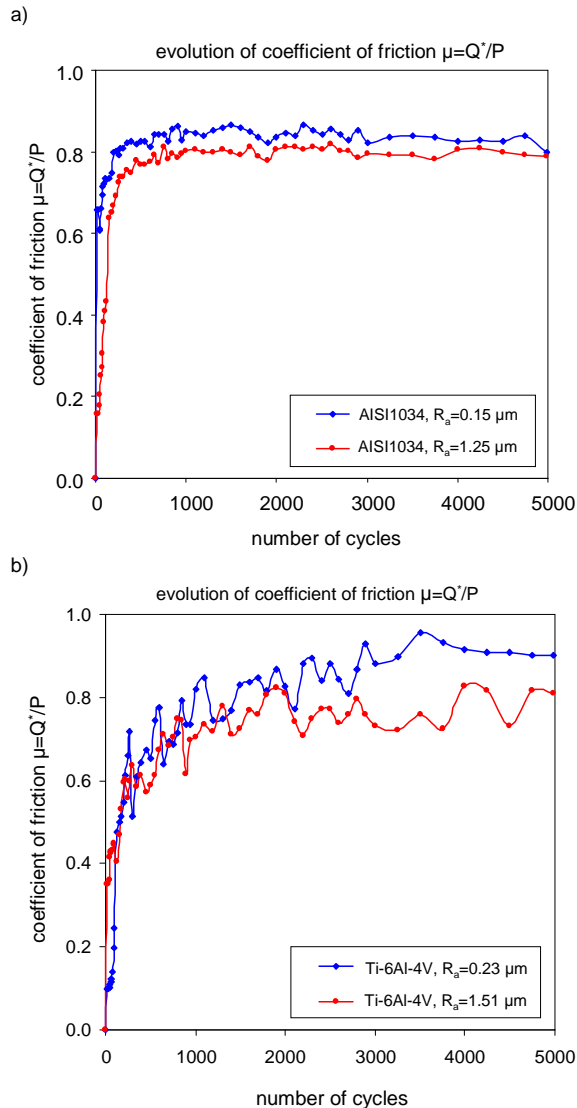 a)
evolution of coefficient of friction µ=Q*/P
1.0
0.8
0.6
0.4
0.2
0.0
coefficient of friction µ=Q*/P
AISI1034, Ra=0.15 µm
AISI1034, Ra=1.25 µm
0 1000 2000 3000 4000 5000
number of cycles
b)
evolution of coefficient of friction µ=Q*/P
1.0
0.8
0.6
0.4
0.2
0.0
coefficient of friction µ=Q*/P
Ti-6Al-4V, Ra=0.23 µm
Ti-6Al-4V, Ra=1.51 µm
0 1000 2000 3000 4000 5000
number of cycles